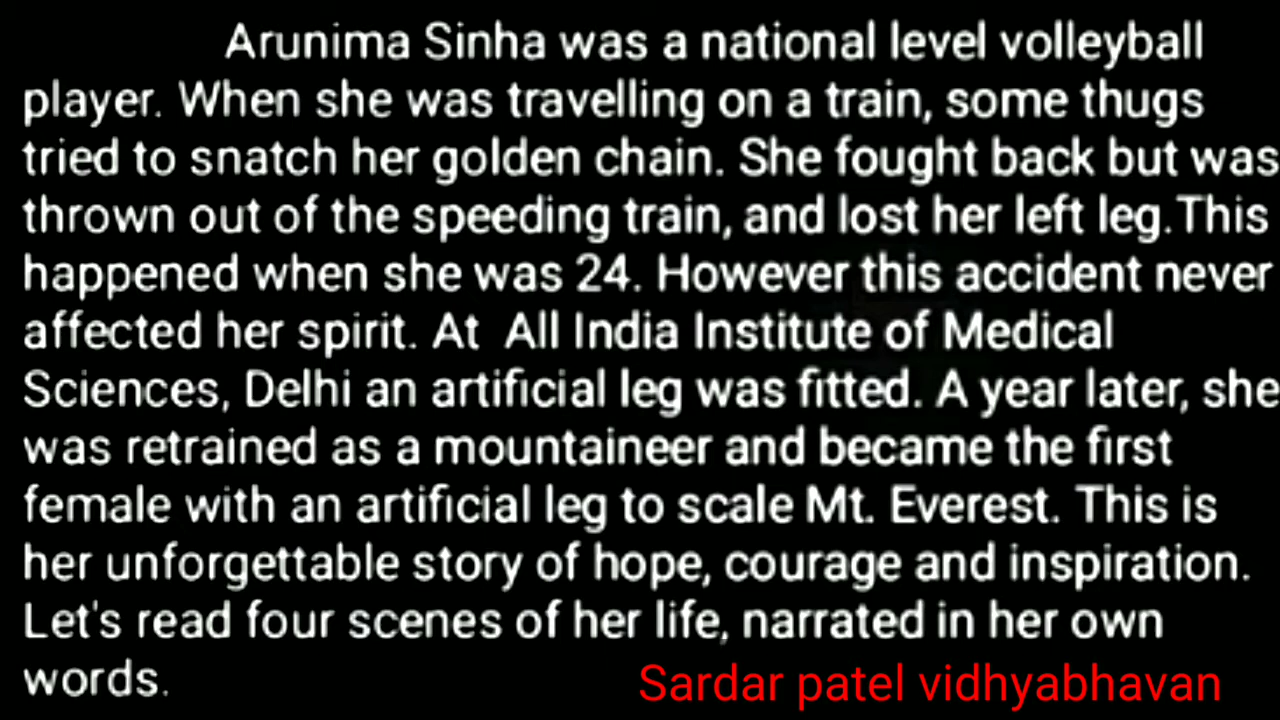 Arunima Sinha was a national level volleyball
player. When she was travelling on a train, some thugs
tried to snatch her golden chain. She fought back but was
thrown out of the speeding train, and lost her left leg.This
happened when she was 24. However this accident never
affected her spirit. At  All India Institute of Medical
Sciences, Delhi an artificial leg was fitted. A year later, she
was retrained as a mountaineer and became the first
female with an artificial leg to scale Mt. Everest. This is
her unforgettable story of hope, courage and inspiration.
Let's read four scenes of her life, narrated in her own
words.
Sardar patel vidhyabhavan